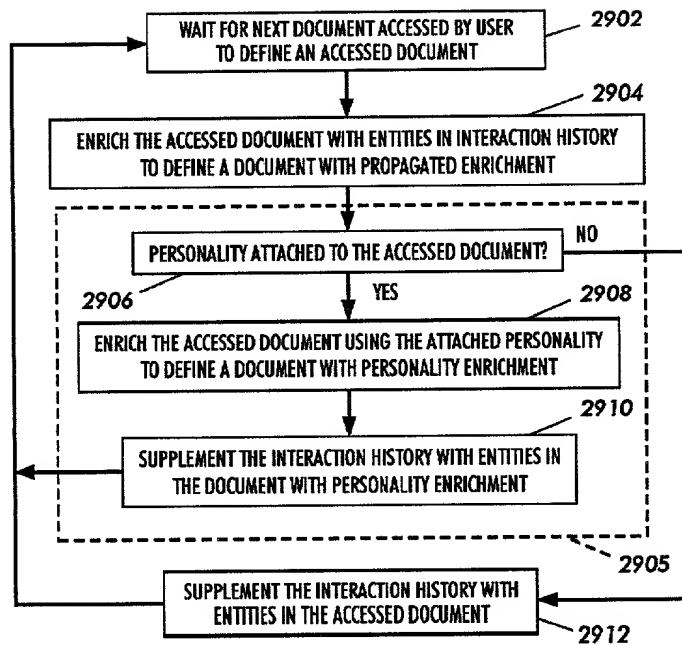 WAIT FOR NEXT DOCUMENT ACCESSED BY USER
TO DEFINE AN ACCESSED DOCUMENT
2902
2904
ENRICH THE ACCESSED DOCUMENT WITH ENTITIES IN INTERACTION HISTORY
TO DEFINE A DOCUMENT WITH PROPAGATED ENRICHMENT
PERSONALITY ATTACHED TO THE ACCESSED DOCUMENT?
NO
2906
YES
2908
ENRICH THE ACCESSED DOCUMENT USING THE ATTACHED PERSONALITY
TO DEFINE A DOCUMENT WITH PERSONALITY ENRICHMENT
2910
SUPPLEMENT THE INTERACTION HISTORY WITH ENTITIES IN
THE DOCUMENT WITH PERSONALITY ENRICHMENT
2905
SUPPLEMENT THE INTERACTION HISTORY WITH
ENTITIES IN THE ACCESSED DOCUMENT
2912